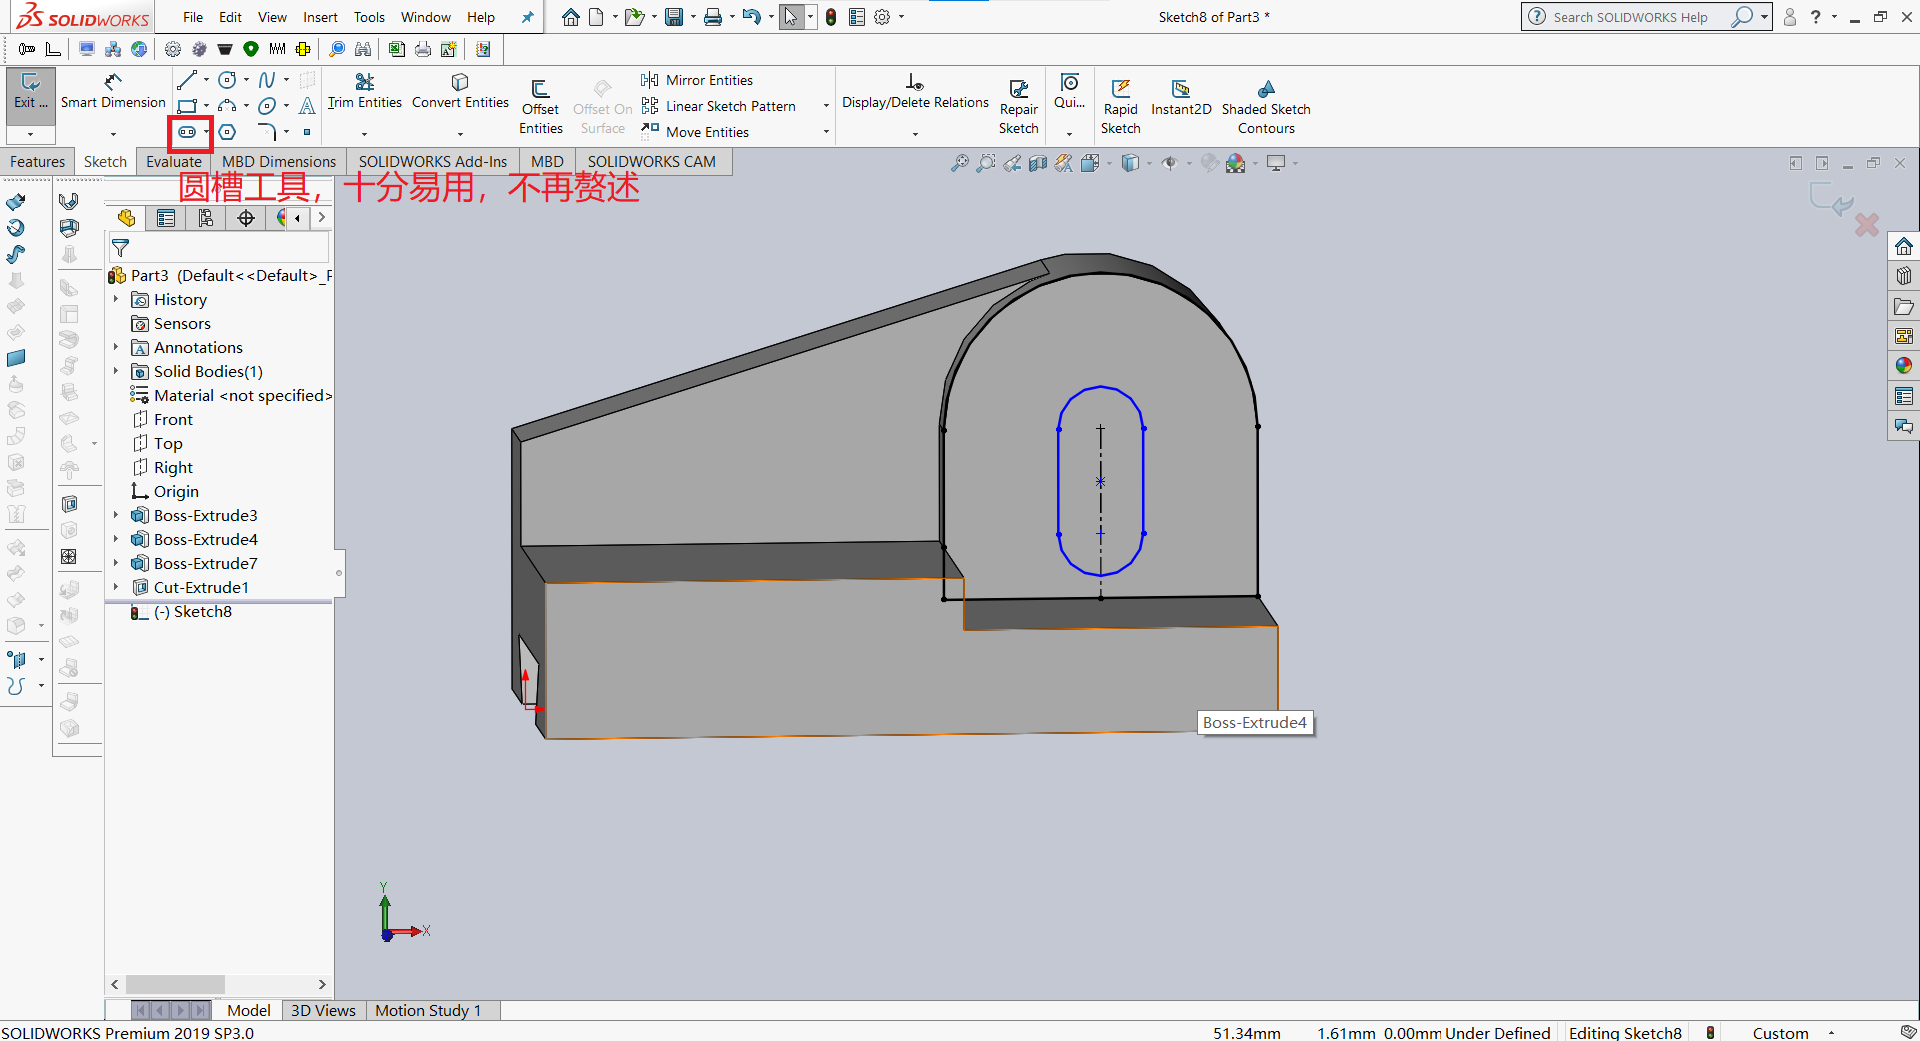 SOLIDWORKS
File Edit View Insert Tools Window Help
Sketch8 of Part3 *
Search SOLIDWORKS Help
Exit ...
Smart Dimension
Trim Entities
Convert Entities
Offset Entities
Offset On Surface
Mirror Entities
Linear Sketch Pattern
Move Entities
Display/Delete Relations
Repair Sketch
Qui...
Rapid Sketch
Instant2D
Shaded Sketch Contours
Features Sketch Evaluate MBD Dimensions SOLIDWORKS Add-Ins MBD SOLIDWORKS CAM
圆槽工具，十分易用，不再赘述
Part3 (Default<<Default>_P
History
Sensors
Annotations
Solid Bodies(1)
Material <not specified>
Front
Top
Right
Origin
Boss-Extrude3
Boss-Extrude4
Boss-Extrude7
Cut-Extrude1
(-) Sketch8
Boss-Extrude4
Y
X
Model 3D Views Motion Study 1
SOLIDWORKS Premium 2019 SP3.0
51.34mm 1.61mm 0.00mm Under Defined Editing Sketch8 Custom